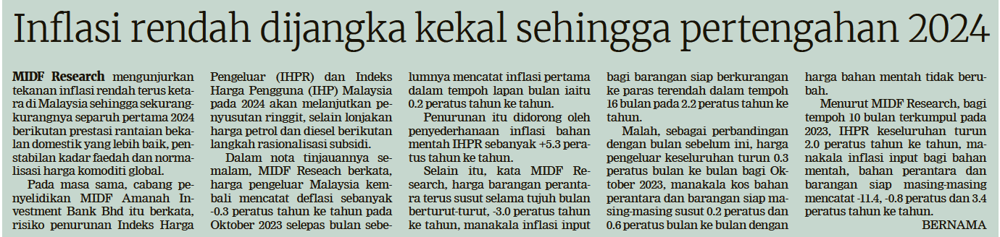 Inflasi rendah dijangka kekal sehingga pertengahan 2024
MIDF Research mengunjurkan
tekanan inflasi rendah terus keta-
ra di Malaysia sehingga sekurang-
kurangnya separuh pertama 2024
berikutan prestasi rantaian beka-
lan domestik yang lebih baik, pen-
stabilan kadar faedah dan norma-
lisasi harga komoditi global.
Pada masa sama, cabang pe-
nyelidikan MIDF Amanah In-
vestment Bank Bhd itu berkata,
risiko penurunan Indeks Harga
Pengeluar (IHPR) dan Indeks
Harga Pengguna (IHP) Malaysia
pada 2024 akan melanjutkan pe-
nyusutan ringgit, selain lonjakan
harga petrol dan diesel berikutan
langkah rasionalisasi subsidi.
Dalam nota tinjauannya se-
malam, MIDF Reseach berkata,
harga pengeluar Malaysia kem-
bali mencatat deflasi sebanyak
-0.3 peratus tahun ke tahun pada
Oktober 2023 selepas bulan sebe-
lumnya mencatat inflasi pertama
dalam tempoh lapan bulan iaitu
0.2 peratus tahun ke tahun.
Penurunan itu didorong oleh
penyederhanaan inflasi bahan
mentah IHPR sebanyak +5.3 pera-
tus tahun ke tahun.
Selain itu, kata MIDF Re-
search, harga barangan peranta-
ra terus susut selama tujuh bulan
berturut-turut, -3.0 peratus tahun
ke tahun, manakala inflasi input
bagi barangan siap berkurangan
ke paras terendah dalam tempoh
16 bulan pada 2.2 peratus tahun ke
tahun.
Malah, sebagai perbandingan
dengan bulan sebelum ini, harga
pengeluar keseluruhan turun 0.3
peratus bulan ke bulan bagi Ok-
tober 2023, manakala kos bahan
perantara dan barangan siap ma-
sing-masing susut 0.2 peratus dan
0.6 peratus bulan ke bulan dengan
harga bahan mentah tidak beru-
bah.
Menurut MIDF Research, bagi
tempoh 10 bulan terkumpul pada
2023, IHPR keseluruhan turun
2.0 peratus tahun ke tahun, ma-
nakala inflasi input bagi bahan
mentah, bahan perantara dan
barangan siap masing-masing
mencatat -11.4, -0.8 peratus dan 3.4
peratus tahun ke tahun.
BERNAMA